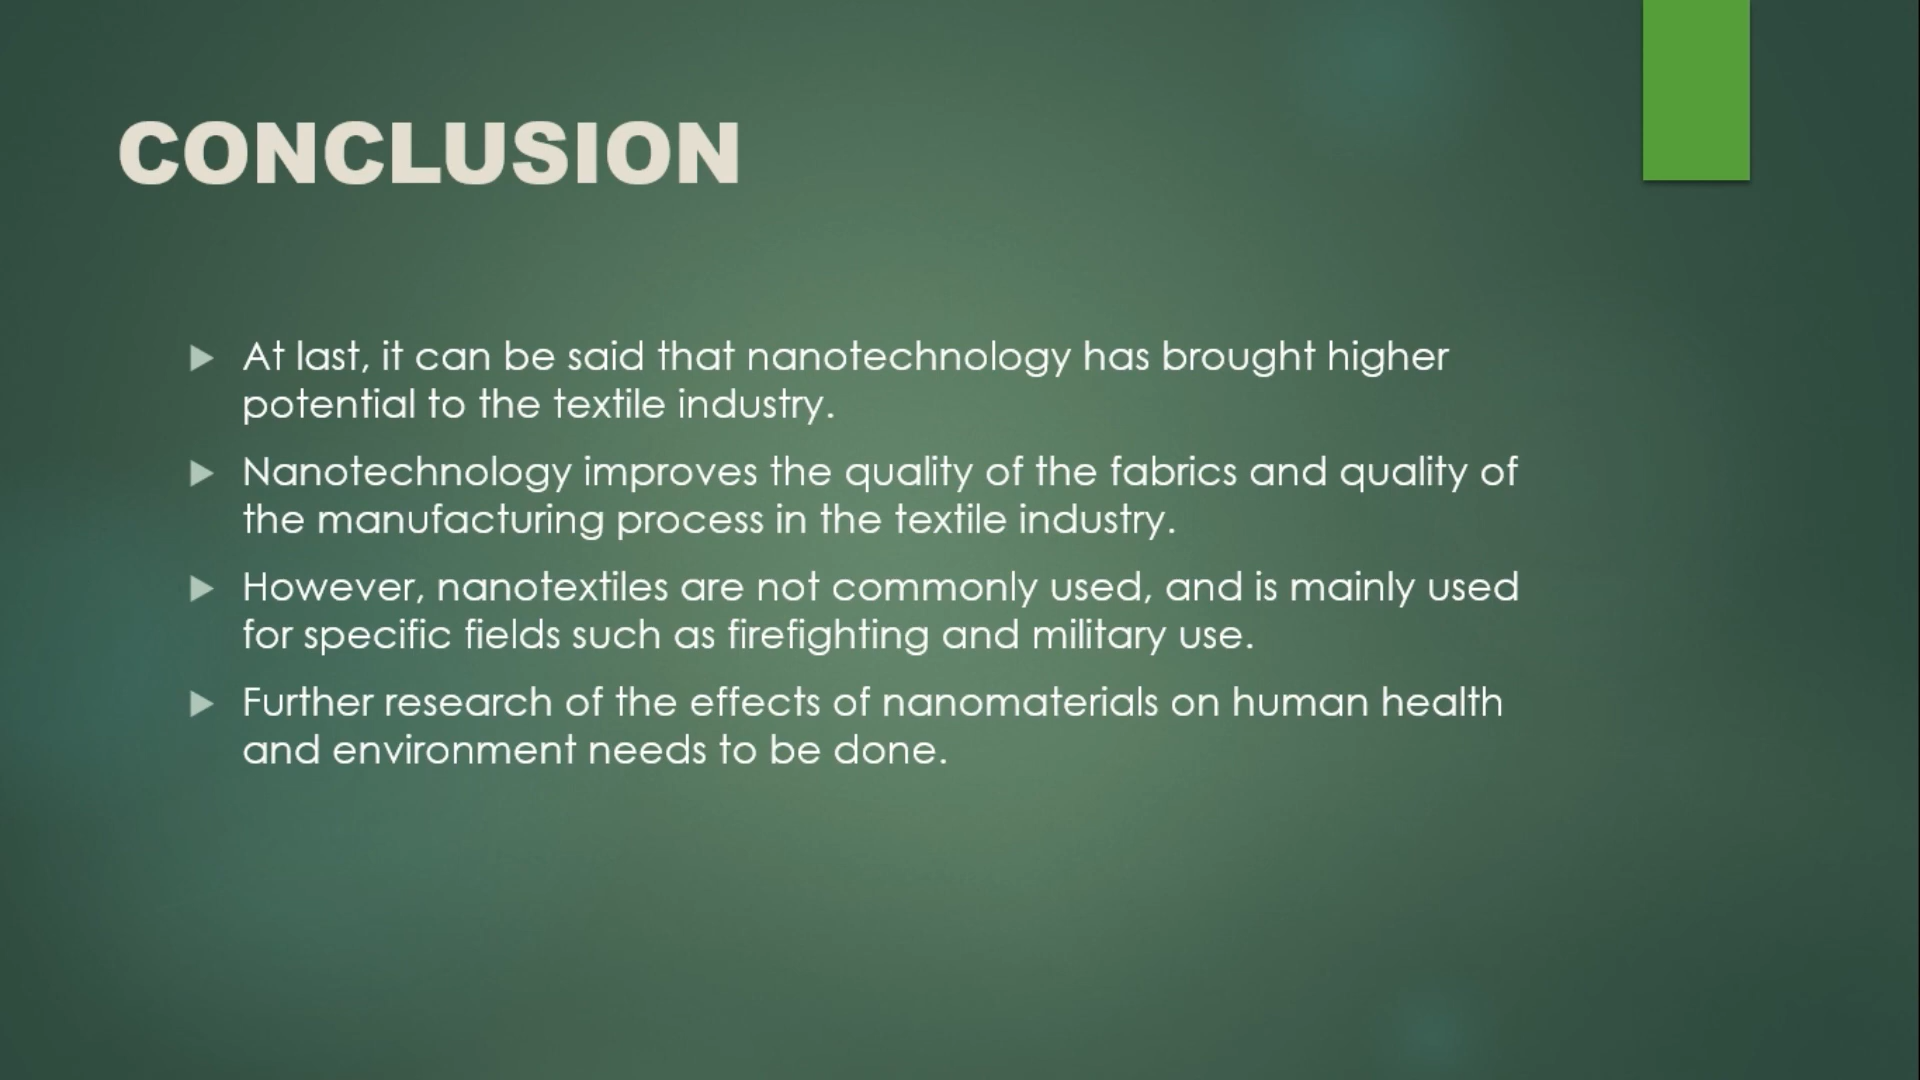 CONCLUSION
At last, it can be said that nanotechnology has brought higher
potential to the textile industry.
Nanotechnology improves the quality of the fabrics and quality of
the manufacturing process in the textile industry.
However, nanotextiles are not commonly used, and is mainly used
for specific fields such as firefighting and military use.
Further research of the effects of nanomaterials on human health
and environment needs to be done.